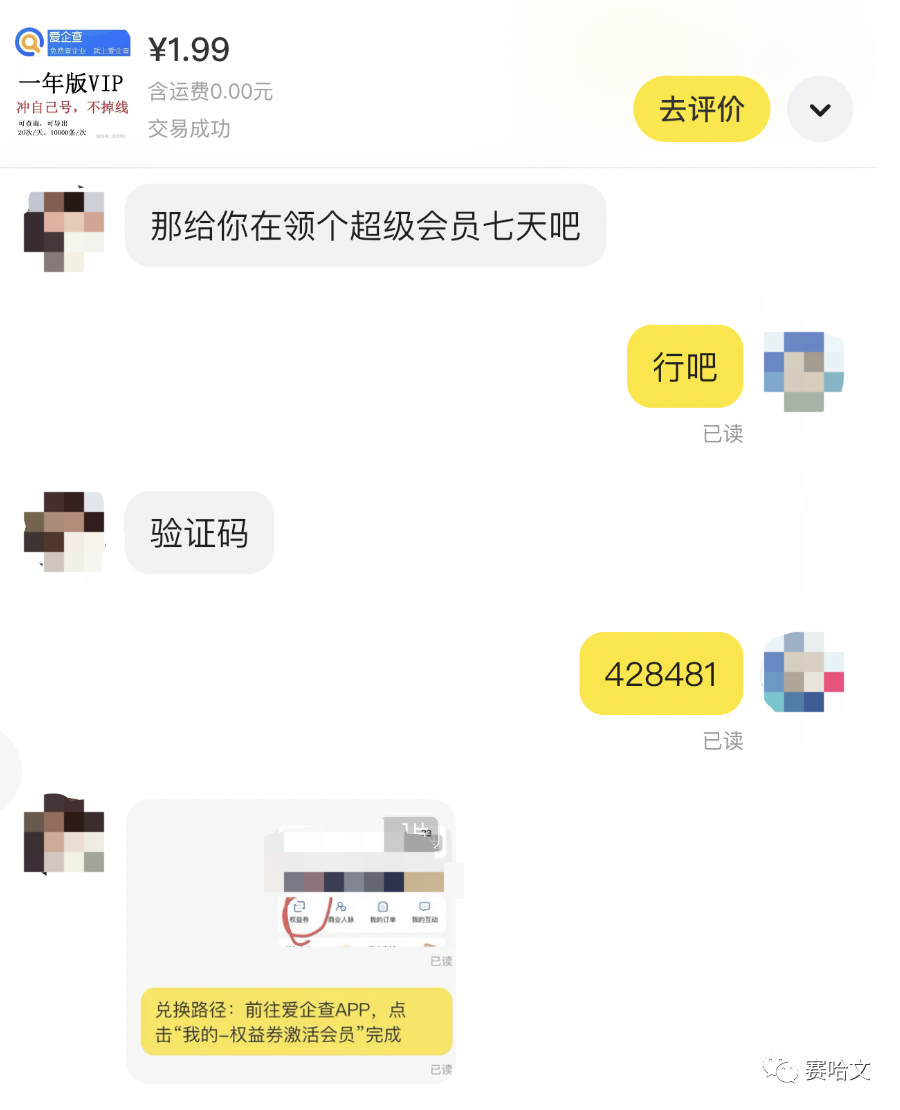 爱企查
免费查企业 就上爱企查
一年版VIP
冲自己号，不掉线
可查询，可导出
20次/天，10000条/次
¥1.99
含运费0.00元
交易成功
去评价
那给你在领个超级会员七天吧
行吧
已读
验证码
428481
已读
权益券
商业人脉
我的订单
我的互动
已读
兑换路径：前往爱企查APP，点
击“我的–权益券激活会员”完成
已读
赛哈文